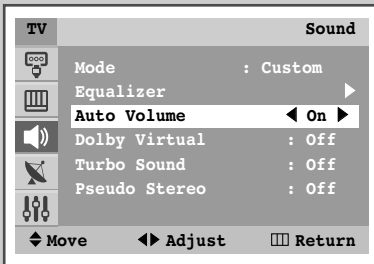 TV Sound
Mode : Custom
Equalizer
Auto Volume ◀ On ▶
Dolby Virtual : Off
Turbo Sound : Off
Pseudo Stereo : Off
Move Adjust Return